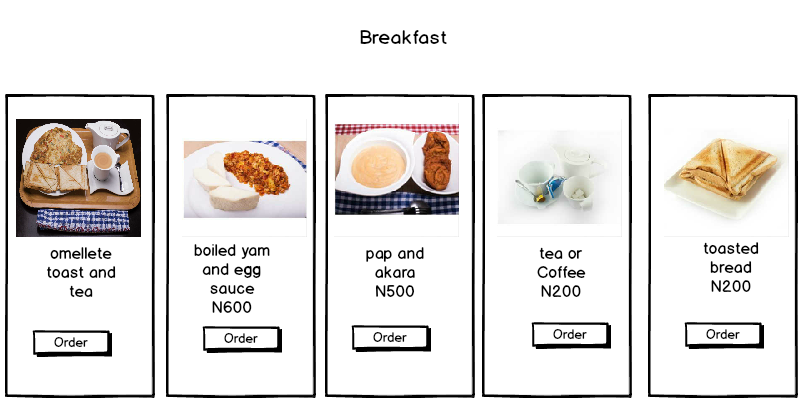 Breakfast
omellete
toast and
tea
Order
boiled yam
and egg
sauce
N600
Order
pap and
akara
N500
Order
tea or
Coffee
N200
Order
toasted
bread
N200
Order